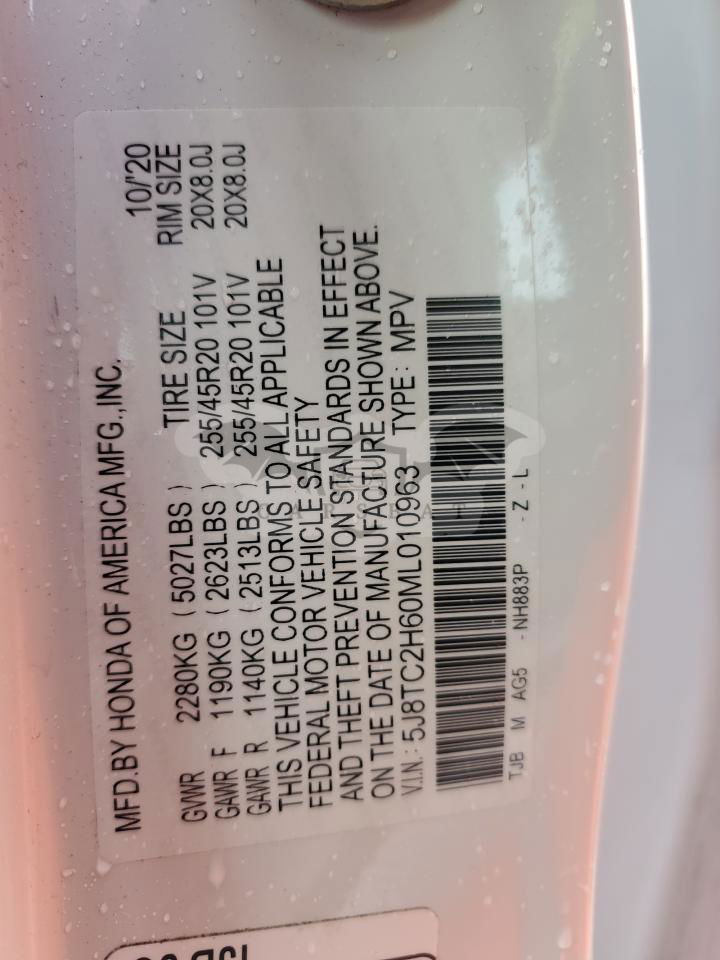 MFD.BY HONDA OF AMERICA MFG.,INC. 10/'20
GVWR 2280KG (5027LBS) TIRE SIZE RIM SIZE
GAWR F 1190KG (2623LBS) 255/45R20 101V 20X8.0J
GAWR R 1140KG (2513LBS) 255/45R20 101V 20X8.0J
THIS VEHICLE CONFORMS TO ALL APPLICABLE
FEDERAL MOTOR VEHICLE SAFETY
AND THEFT PREVENTION STANDARDS IN EFFECT
ON THE DATE OF MANUFACTURE SHOWN ABOVE.
V.I.N.: 5J8TC2H60ML010963 TYPE: MPV
TJB M AG5 - NH883P - Z - L